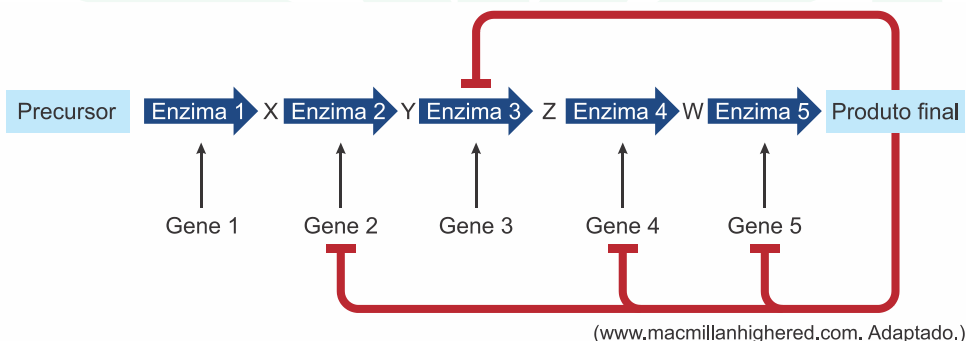 Precursor Enzima 1 X Enzima 2 Y Enzima 3 Z Enzima 4 W Enzima 5 Produto final
Gene 1 Gene 2 Gene 3 Gene 4 Gene 5
(www.macmillanhighered.com. Adaptado.)